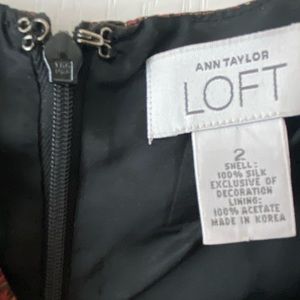 ANN TAYLOR
LOFT
2
SHELL:
100% SILK
EXCLUSIVE OF
DECORATION
LINING:
100% ACETATE
MADE IN KOREA